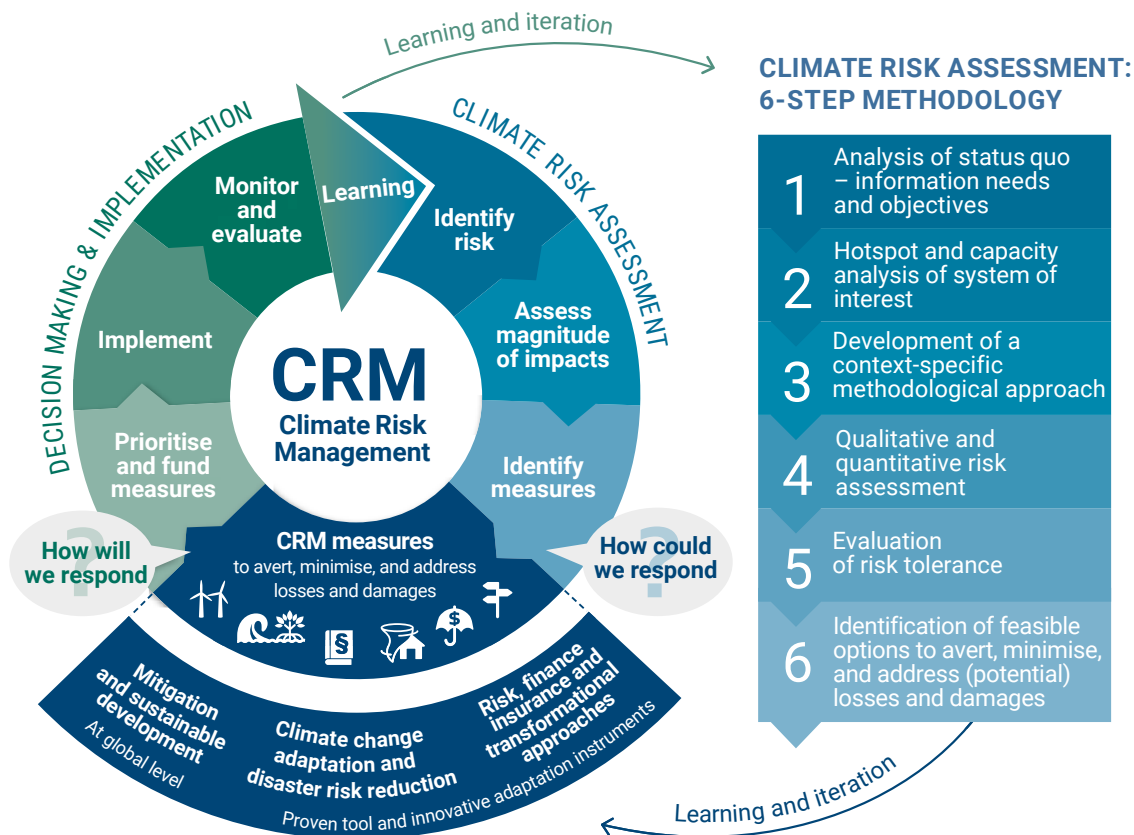 Learning and iteration
DECISION MAKING & IMPLEMENTATION
CLIMATE RISK ASSESSMENT
Monitor
and
evaluate
Learning
Identify
risk
Implement
Assess
magnitude
of impacts
CRM
Climate Risk
Management
Prioritise
and fund
measures
Identify
measures
?
How will
we respond
?
How could
we respond
CRM measures
to avert, minimise, and address
losses and damages
§
$
Mitigation
and sustainable
development
At global level
Climate change
adaptation and
disaster risk reduction
Risk, finance
insurance and
transformational
approaches
Proven tool and innovative adaptation instruments
CLIMATE RISK ASSESSMENT:
6-STEP METHODOLOGY
1
Analysis of status quo
– information needs
and objectives
2
Hotspot and capacity
analysis of system of
interest
3
Development of a
context-specific
methodological approach
4
Qualitative and
quantitative risk
assessment
5
Evaluation
of risk tolerance
6
Identification of feasible
options to avert, minimise,
and address (potential)
losses and damages
Learning and iteration